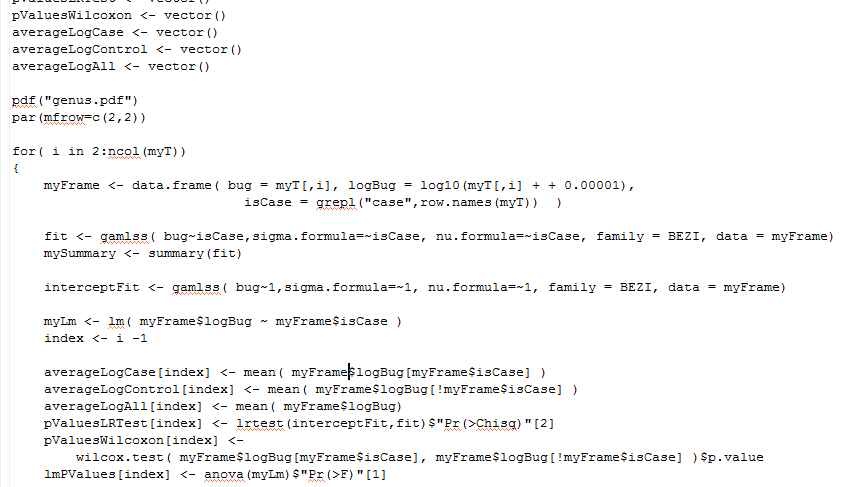 pValuesWilcoxon <- vector()
averageLogCase <- vector()
averageLogControl <- vector()
averageLogAll <- vector()
pdf("genus.pdf")
par(mfrow=c(2,2))
for( i in 2:ncol(myT))
{
myFrame <- data.frame( bug = myT[,i], logBug = log10(myT[,i] + + 0.00001),
isCase = grepl("case",row.names(myT))  )
fit <- gamlss( bug~isCase,sigma.formula=~isCase, nu.formula=~isCase, family = BEZI, data = myFrame)
mySummary <- summary(fit)
interceptFit <- gamlss( bug~1,sigma.formula=~1, nu.formula=~1, family = BEZI, data = myFrame)
myLm <- lm( myFrame$logBug ~ myFrame$isCase )
index <- i -1
averageLogCase[index] <- mean( myFrame$logBug[myFrame$isCase] )
averageLogControl[index] <- mean( myFrame$logBug[!myFrame$isCase] )
averageLogAll[index] <- mean( myFrame$logBug)
pValuesLRTest[index] <- lrtest(interceptFit,fit)$"Pr(>Chisq)"[2]
pValuesWilcoxon[index] <-
wilcox.test( myFrame$logBug[myFrame$isCase], myFrame$logBug[!myFrame$isCase] )$p.value
lmPValues[index] <- anova(myLm)$"Pr(>F)"[1]